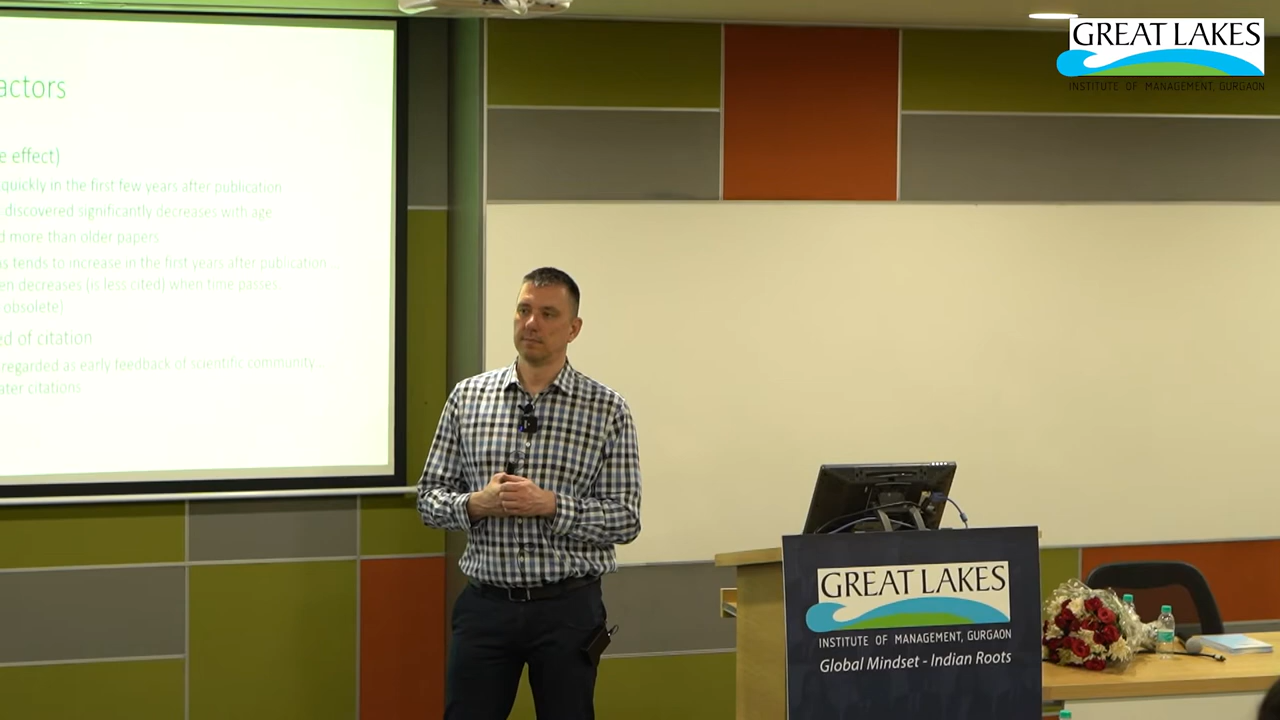 actors
e effect)
quickly in the first few years after publication
discovered significantly decreases with age
d more than older papers
s tends to increase in the first years after publication
en decreases (is less cited) when time passes
obsolete)
ed of citation
regarded as early feedback of scientific community
ater citations
GREAT LAKES
INSTITUTE OF MANAGEMENT, GURGAON
GREAT LAKES
INSTITUTE OF MANAGEMENT, GURGAON
Global Mindset - Indian Roots